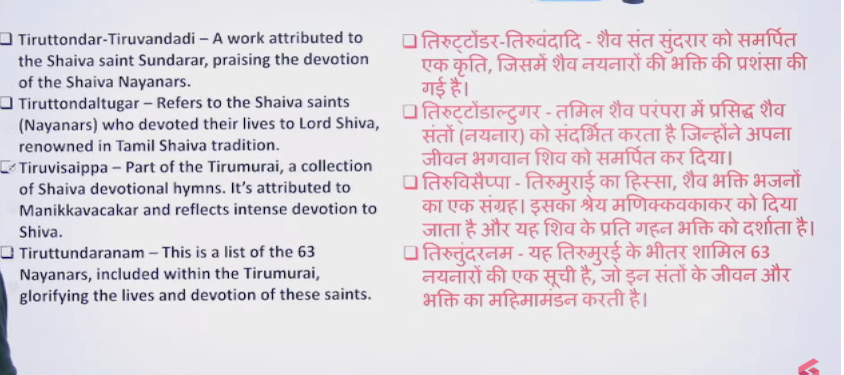 Tiruttondar-Tiruvandadi – A work attributed to
the Shaiva saint Sundarar, praising the devotion
of the Shaiva Nayanars.
Tiruttondaltugar – Refers to the Shaiva saints
(Nayanars) who devoted their lives to Lord Shiva,
renowned in Tamil Shaiva tradition.
Tiruvisaippa – Part of the Tirumurai, a collection
of Shaiva devotional hymns. It’s attributed to
Manikkavacakar and reflects intense devotion to
Shiva.
Tiruttundaranam – This is a list of the 63
Nayanars, included within the Tirumurai,
glorifying the lives and devotion of these saints.
तिरुट्टोंडर-तिरुवंदादि - शैव संत सुंदरार को समर्पित
एक कृति, जिसमें शैव नयनारों की भक्ति की प्रशंसा की
गई है।
तिरुट्टोंडाल्टुगर - तमिल शैव परंपरा में प्रसिद्ध शैव
संतों (नयनार) को संदर्भित करता है जिन्होंने अपना
जीवन भगवान शिव को समर्पित कर दिया।
तिरुविसैप्पा - तिरुमुराई का हिस्सा, शैव भक्ति भजनों
का एक संग्रह। इसका श्रेय मणिक्कवकाकर को दिया
जाता है और यह शिव के प्रति गहन भक्ति को दर्शाता है।
तिरुत्तुंदरनम - यह तिरुमुरई के भीतर शामिल 63
नयनारों की एक सूची है, जो इन संतों के जीवन और
भक्ति का महिमामंडन करती है।